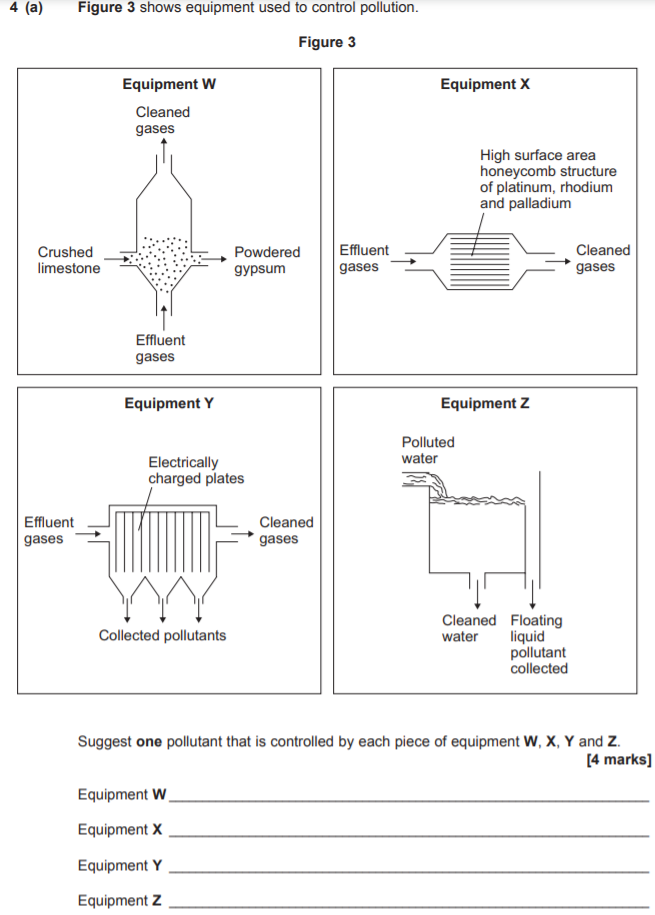 4 (a) Figure 3 shows equipment used to control pollution.
Figure 3
Equipment W
Cleaned
gases
Crushed
limestone
Powdered
gypsum
Effluent
gases
Equipment X
High surface area
honeycomb structure
of platinum, rhodium
and palladium
Effluent
gases
Cleaned
gases
Equipment Y
Electrically
charged plates
Effluent
gases
Cleaned
gases
Collected pollutants
Equipment Z
Polluted
water
Cleaned
water
Floating
liquid
pollutant
collected
Suggest one pollutant that is controlled by each piece of equipment W, X, Y and Z.
[4 marks]
Equipment W
Equipment X
Equipment Y
Equipment Z